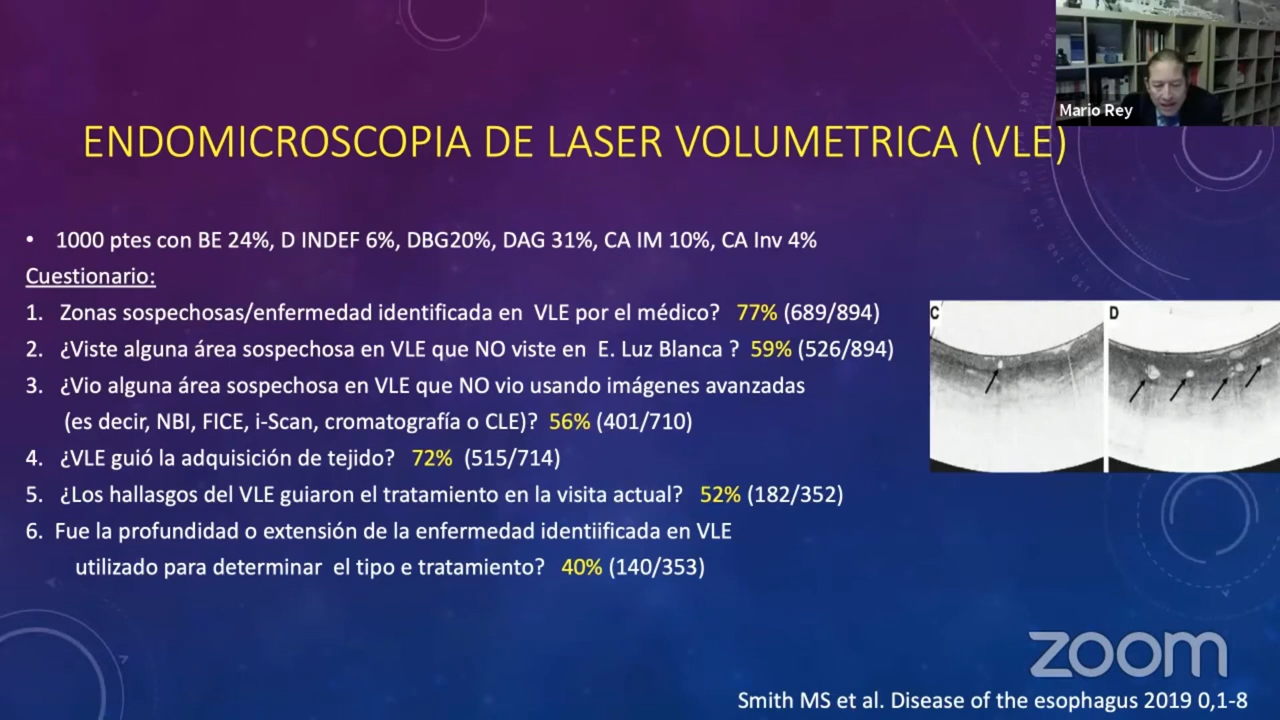 Mario Rey
ENDOMICROSCOPIA DE LASER VOLUMETRICA (VLE)
• 1000 ptes con BE 24%, D INDEF 6%, DBG20%, DAG 31%, CA IM 10%, CA Inv 4%
Cuestionario:
1. Zonas sospechosas/enfermedad identificada en VLE por el médico? 77% (689/894)
2. ¿Viste alguna área sospechosa en VLE que NO viste en E. Luz Blanca ? 59% (526/894)
3. ¿Vio alguna área sospechosa en VLE que NO vio usando imágenes avanzadas
(es decir, NBI, FICE, i-Scan, cromatografía o CLE)? 56% (401/710)
4. ¿VLE guió la adquisición de tejido? 72% (515/714)
5. ¿Los hallasgos del VLE guiaron el tratamiento en la visita actual? 52% (182/352)
6. Fue la profundidad o extensión de la enfermedad identiificada en VLE
utilizado para determinar el tipo e tratamiento? 40% (140/353)
C D
zoom
Smith MS et al. Disease of the esophagus 2019 0,1-8